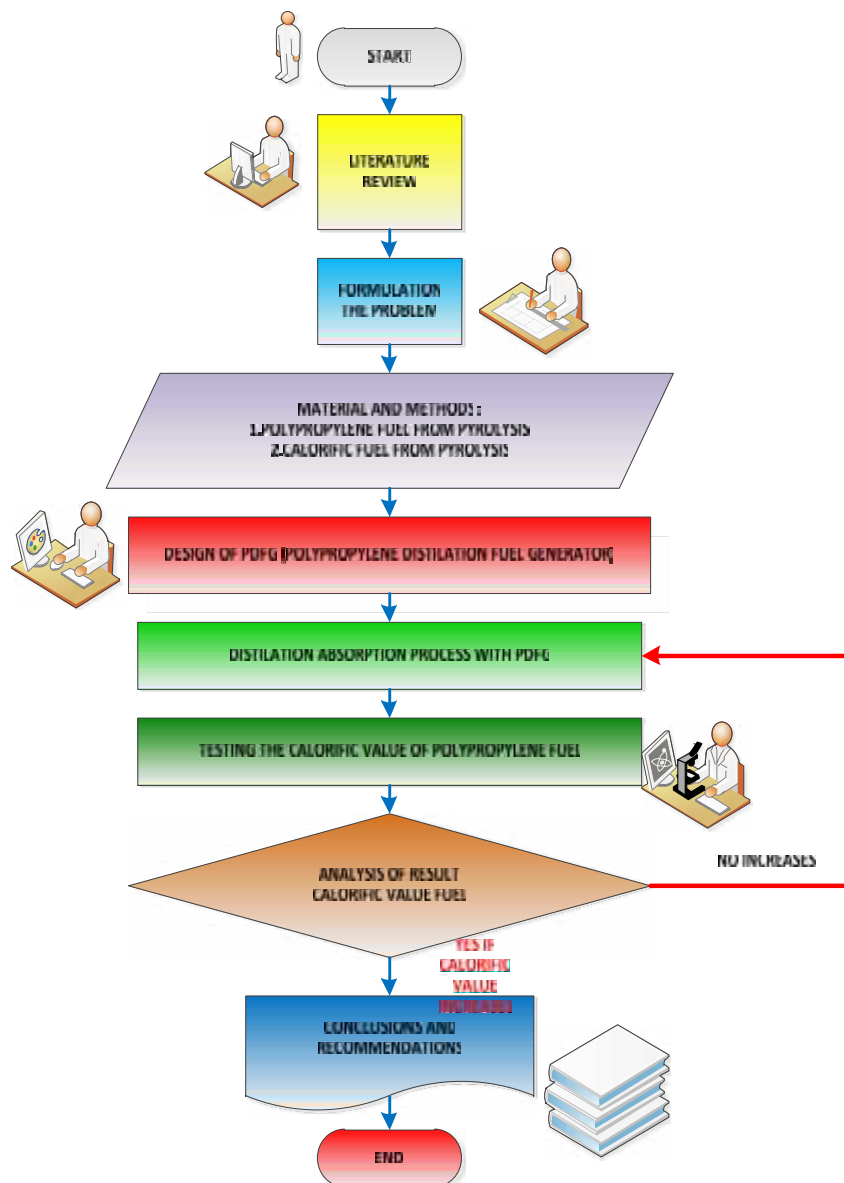 START
LITERATURE
REVIEW
FORMULATION
THE PROBLEM
MATERIAL AND METHODS :
1.POLYPROPYLENE FUEL FROM PYROLYSIS
2.CALORIFIC FUEL FROM PYROLYSIS
DESIGN OF PDFG (POLYPROPYLENE DISTILATION FUEL GENERATOR)
DISTILATION ABSORPTION PROCESS WITH PDFG
TESTING THE CALORIFIC VALUE OF POLYPROPYLENE FUEL
ANALYSIS OF RESULT
CALORIFIC VALUE FUEL
NO INCREASES
YES IF
CALORIFIC
VALUE
INCREASES
CONCLUSIONS AND
RECOMMENDATIONS
END